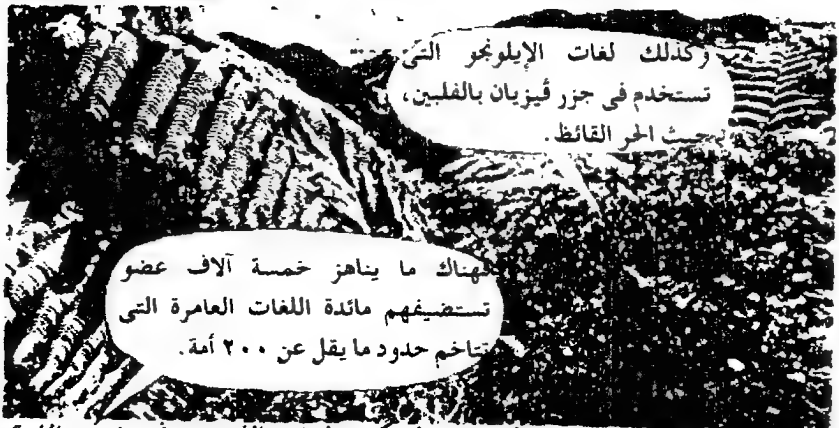 وكذلك لغات الإيلونجو التى
تستخدم فى جزر ڤيزيان بالفلبين،
حيث الحر القائظ.
فهناك ما يناهز خمسة آلاف عضو
تستضيفهم مائدة اللغات العامرة التى
تتاخم حدود ما يقل عن ٢٠٠ أمة.